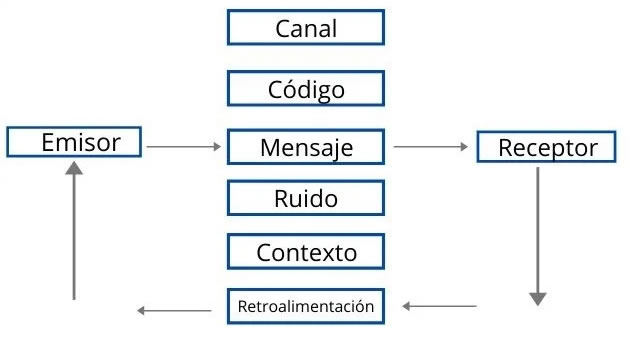 Canal
Código
Emisor
Mensaje
Receptor
Ruido
Contexto
Retroalimentación